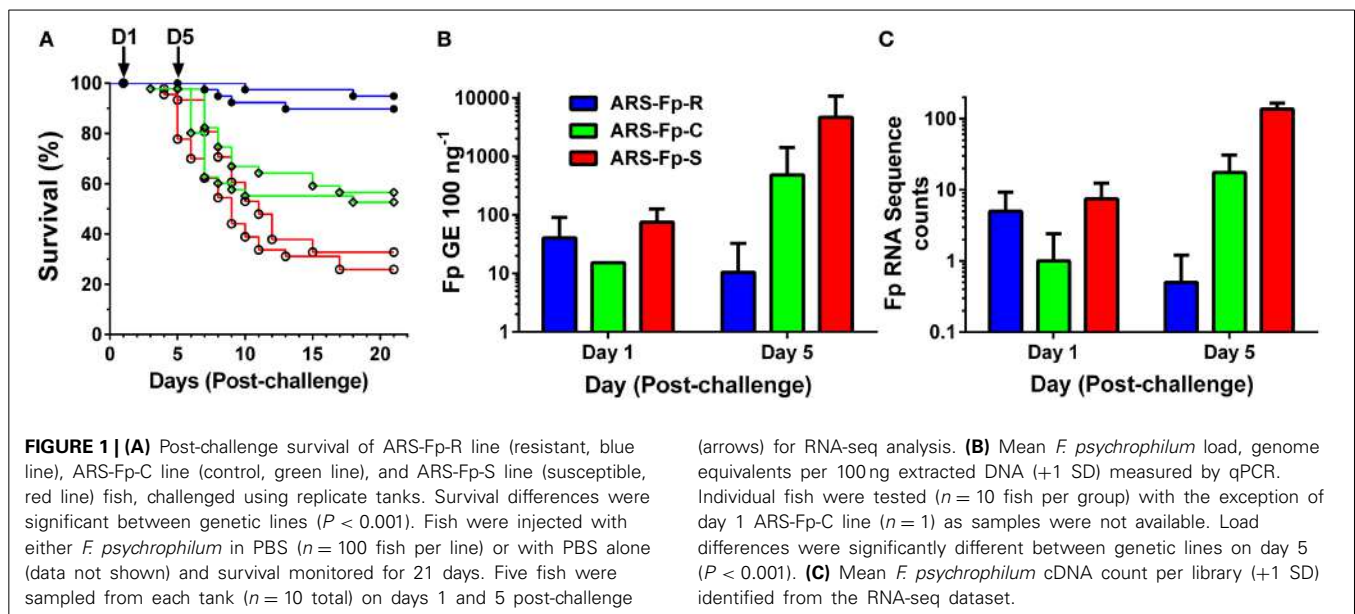 A
D1 D5
Survival (%)
100
80
60
40
20
0
0 5 10 15 20
Days (Post-challenge)
B
Fp GE 100 ng⁻¹
10000
1000
100
10
1
ARS-Fp-R
ARS-Fp-C
ARS-Fp-S
Day 1 Day 5
Day (Post-challenge)
C
Fp RNA Sequence
counts
100
10
1
0.1
Day 1 Day 5
Day (Post-challenge)
FIGURE 1 | (A) Post-challenge survival of ARS-Fp-R line (resistant, blue
line), ARS-Fp-C line (control, green line), and ARS-Fp-S line (susceptible,
red line) fish, challenged using replicate tanks. Survival differences were
significant between genetic lines (P < 0.001). Fish were injected with
either F. psychrophilum in PBS (n = 100 fish per line) or with PBS alone
(data not shown) and survival monitored for 21 days. Five fish were
sampled from each tank (n = 10 total) on days 1 and 5 post-challenge
(arrows) for RNA-seq analysis. (B) Mean F. psychrophilum load, genome
equivalents per 100 ng extracted DNA (+1 SD) measured by qPCR.
Individual fish were tested (n = 10 fish per group) with the exception of
day 1 ARS-Fp-C line (n = 1) as samples were not available. Load
differences were significantly different between genetic lines on day 5
(P < 0.001). (C) Mean F. psychrophilum cDNA count per library (+1 SD)
identified from the RNA-seq dataset.